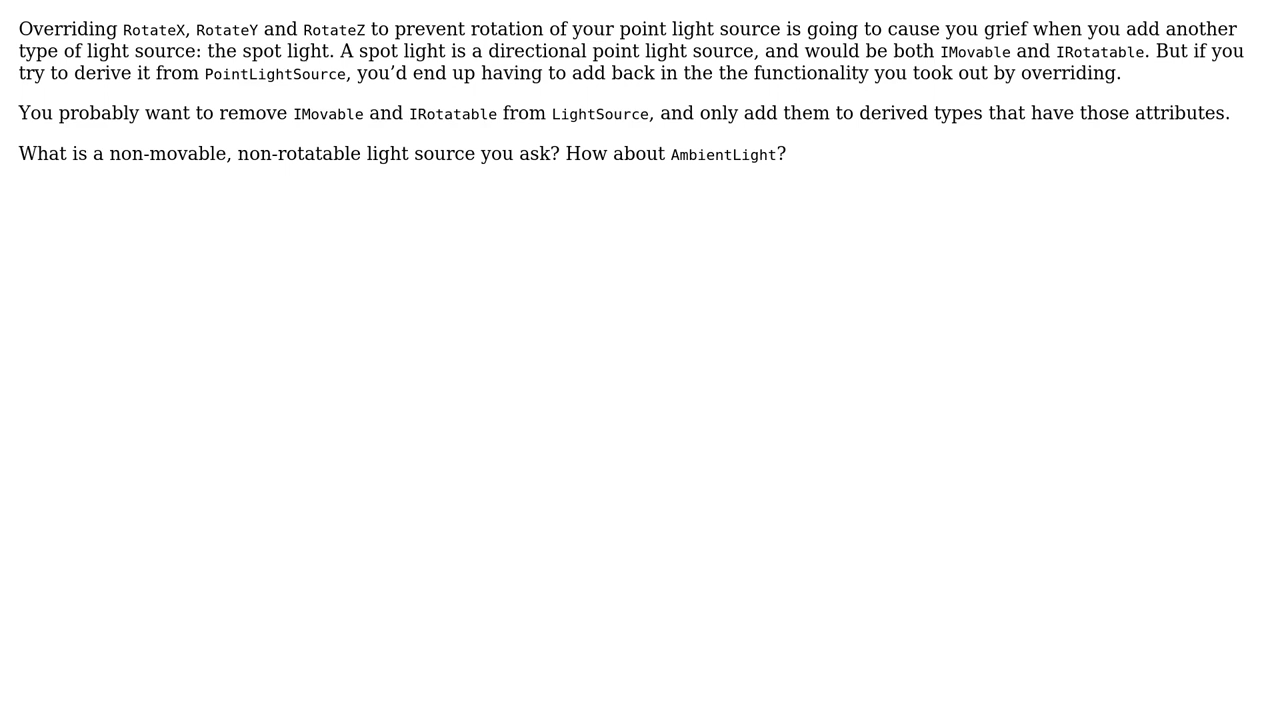 Overriding RotateX, RotateY and RotateZ to prevent rotation of your point light source is going to cause you grief when you add another
type of light source: the spot light. A spot light is a directional point light source, and would be both IMovable and IRotatable. But if you
try to derive it from PointLightSource, you’d end up having to add back in the the functionality you took out by overriding.
You probably want to remove IMovable and IRotatable from LightSource, and only add them to derived types that have those attributes.
What is a non-movable, non-rotatable light source you ask? How about AmbientLight?